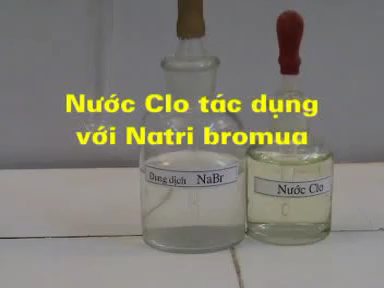 Nước Clo tác dụng
với Natri bromua
Dung dịch NaBr
Nước Clo